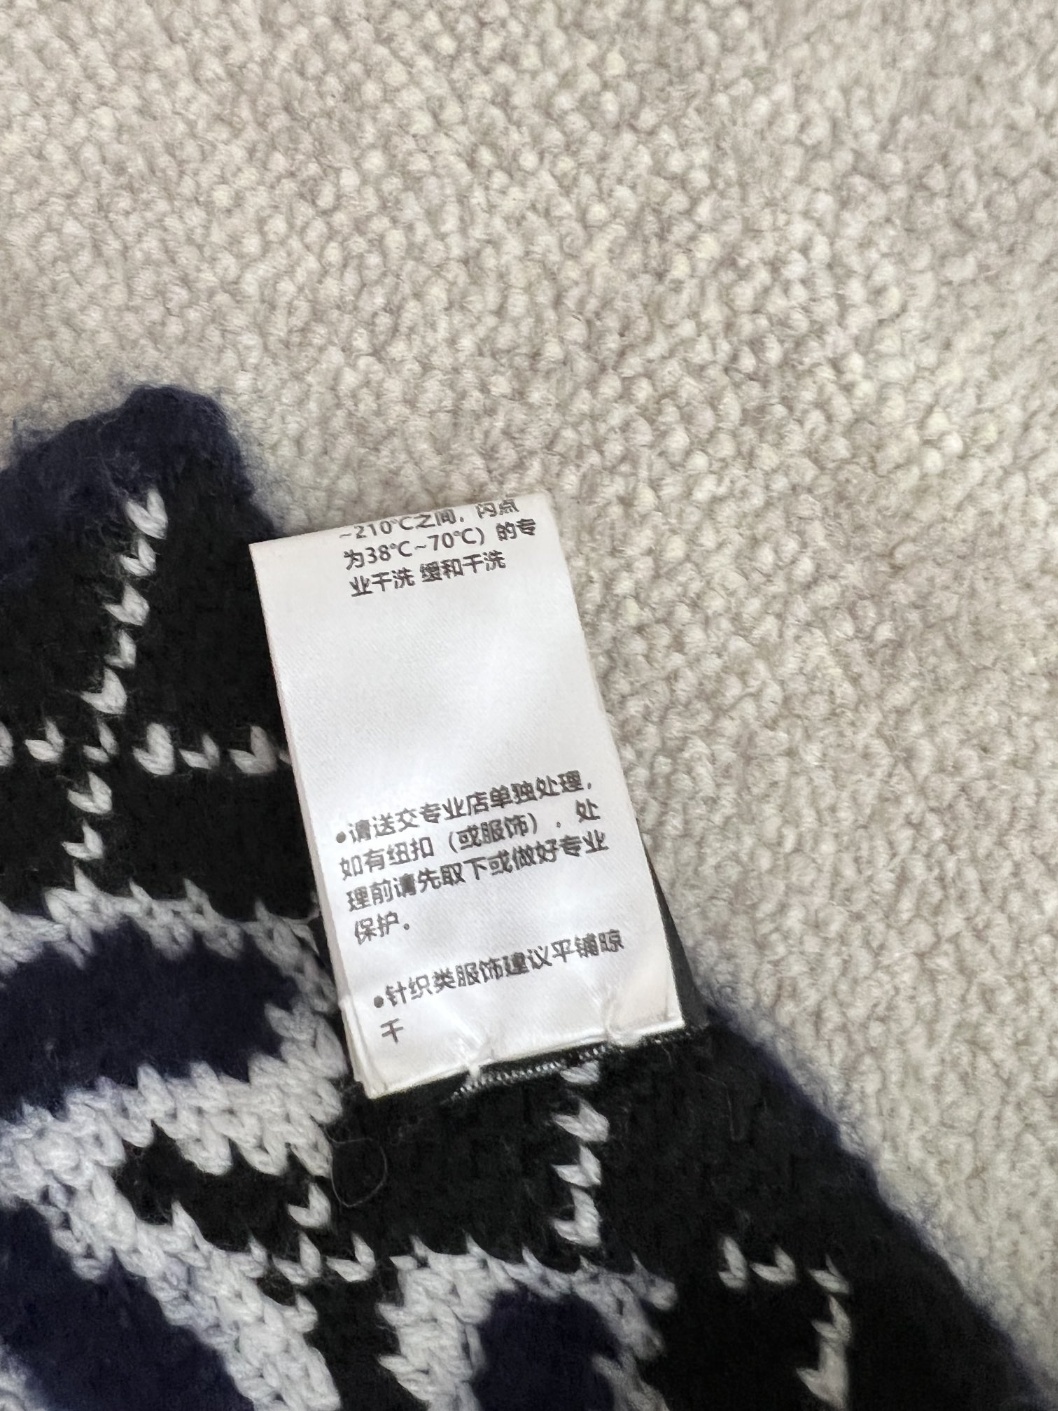 ~210℃之间，闪点
为38℃~70℃）的专
业干洗 缓和干洗
●请送交专业店单独处理，
如有纽扣（或服饰），处
理前请先取下或做好专业
保护。
●针织类服饰建议平铺晾
干